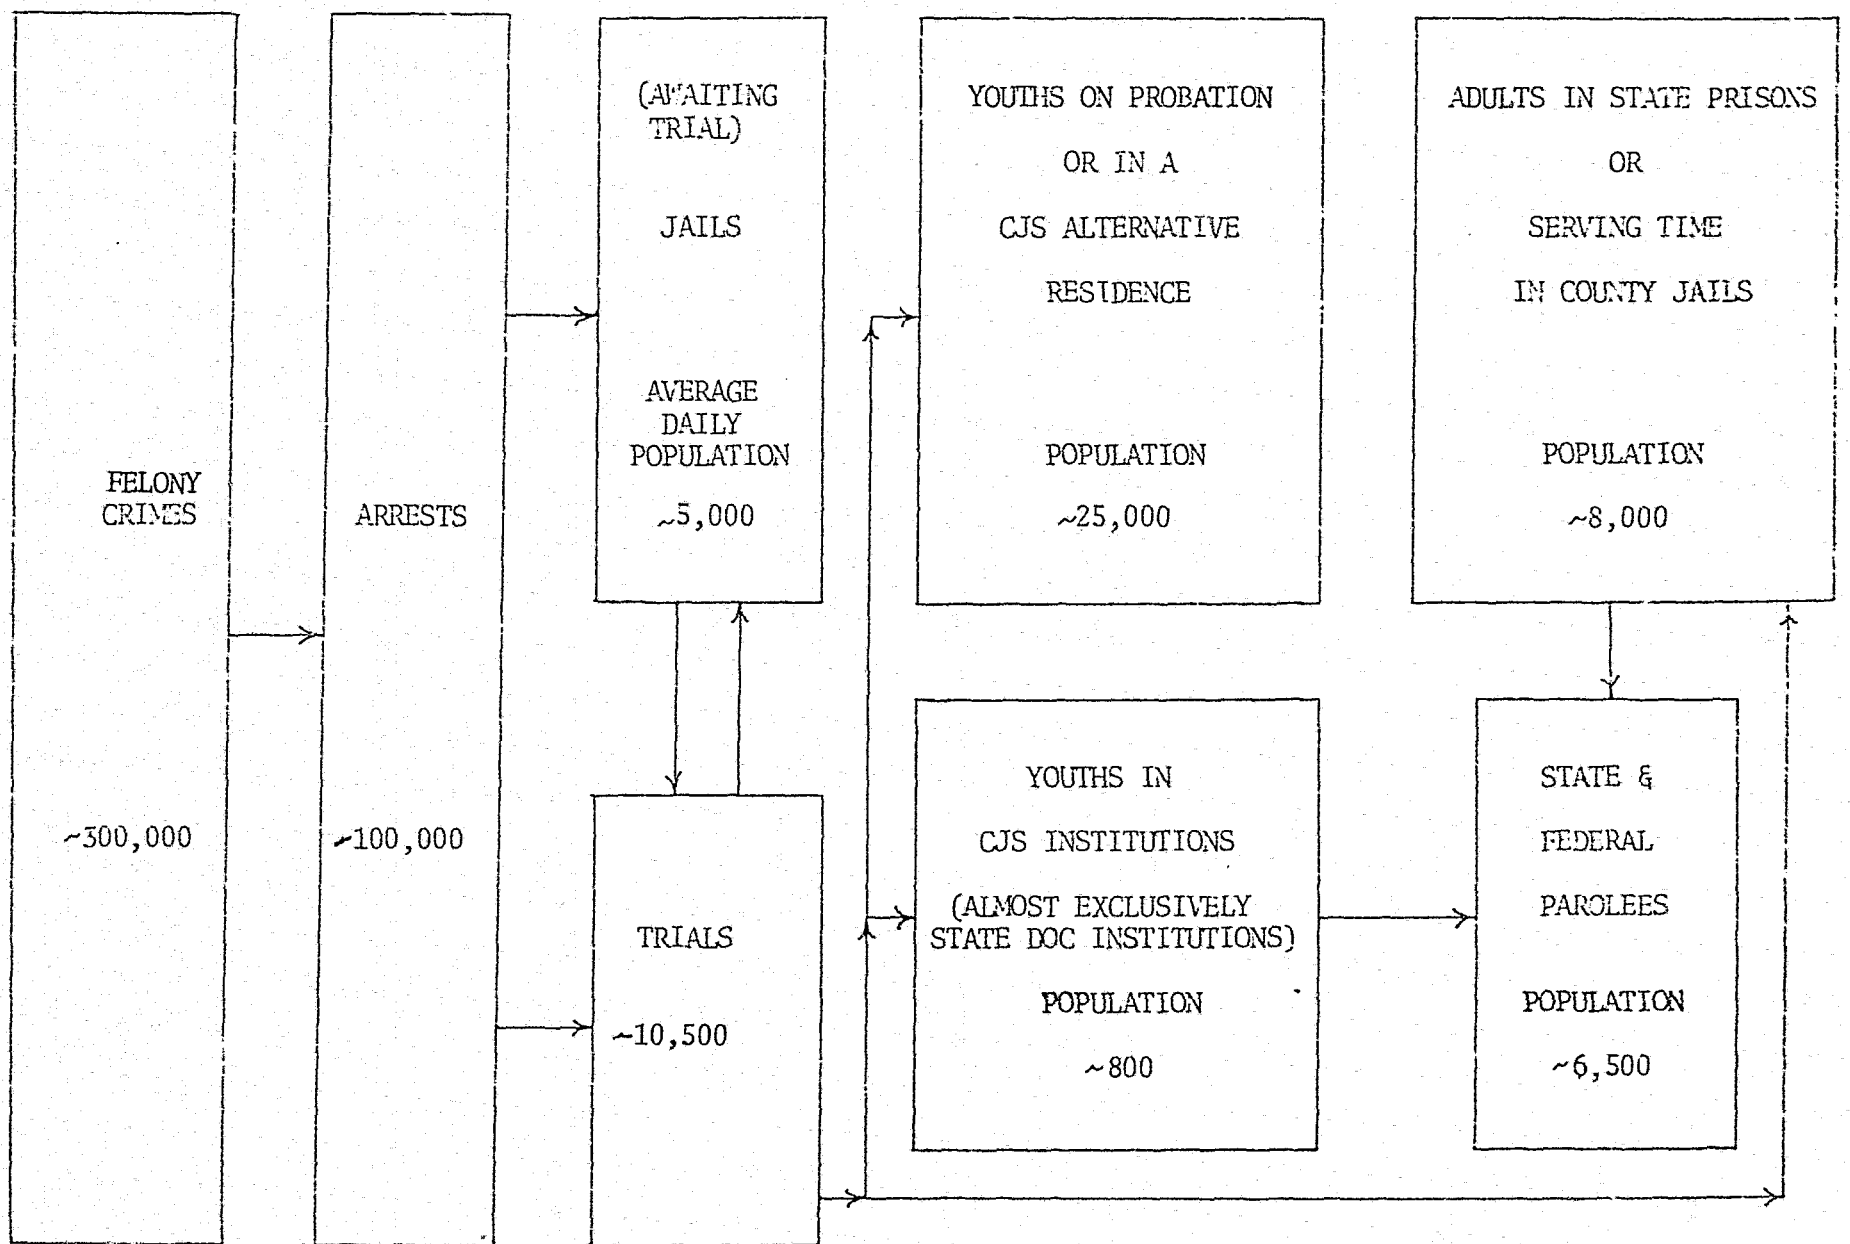 FELONY
CRIMES
~300,000
ARRESTS
~100,000
(AWAITING
TRIAL)
JAILS
AVERAGE
DAILY
POPULATION
~5,000
TRIALS
~10,500
YOUTHS ON PROBATION
OR IN A
CJS ALTERNATIVE
RESIDENCE
POPULATION
~25,000
YOUTHS IN
CJS INSTITUTIONS
(ALMOST EXCLUSIVELY
STATE DOC INSTITUTIONS)
POPULATION
~800
ADULTS IN STATE PRISONS
OR
SERVING TIME
IN COUNTY JAILS
POPULATION
~8,000
STATE &
FEDERAL
PAROLEES
POPULATION
~6,500